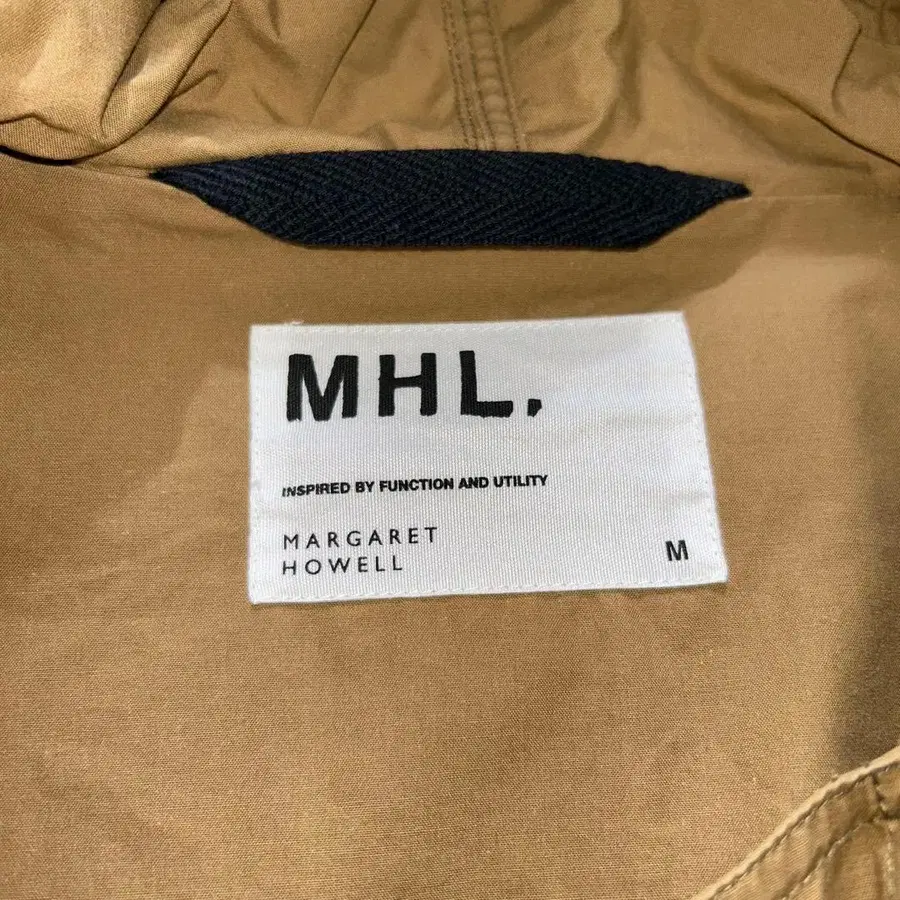 MHL.
INSPIRED BY FUNCTION AND UTILITY
MARGARET
HOWELL
M